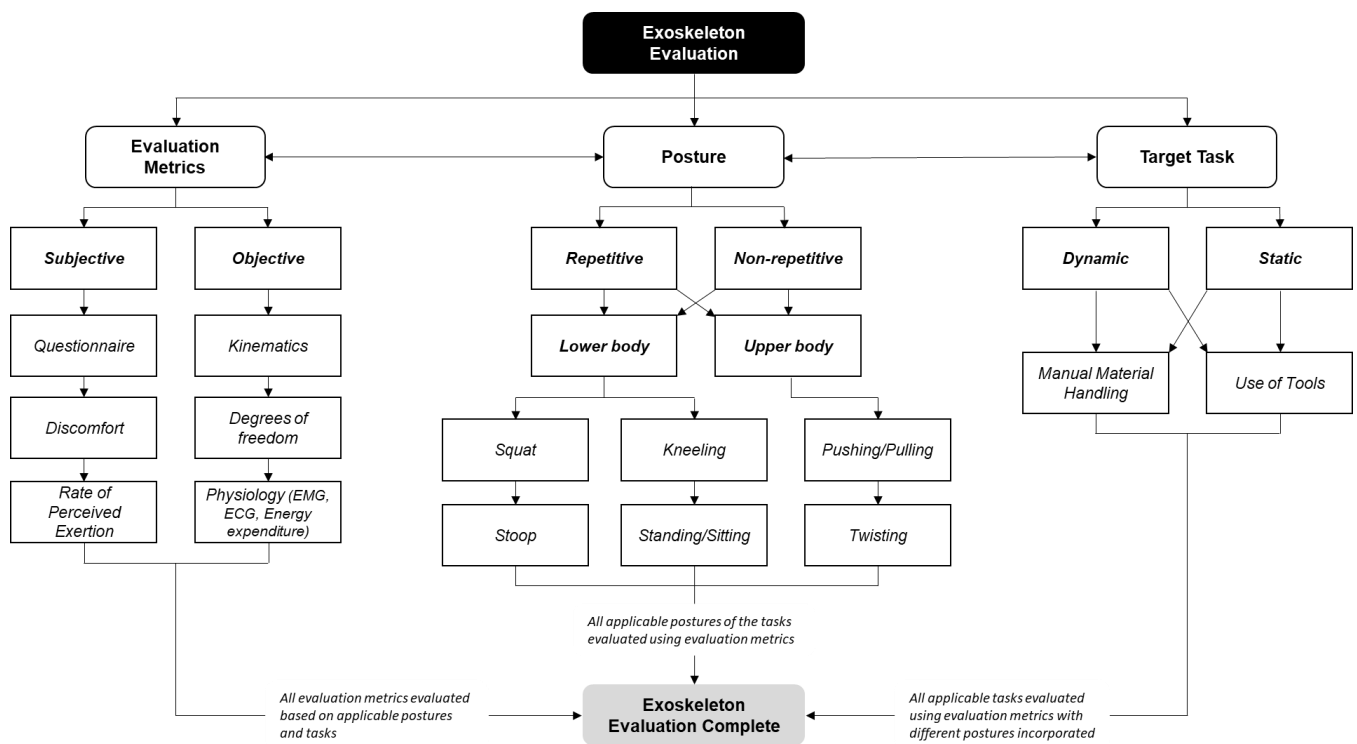 Exoskeleton
Evaluation
Evaluation
Metrics
Posture
Target Task
Subjective
Objective
Repetitive
Non-repetitive
Dynamic
Static
Questionnaire
Kinematics
Lower body
Upper body
Manual Material
Handling
Use of Tools
Discomfort
Degrees of
freedom
Squat
Kneeling
Pushing/Pulling
Rate of
Perceived
Exertion
Physiology (EMG,
ECG, Energy
expenditure)
Stoop
Standing/Sitting
Twisting
All applicable postures of the tasks
evaluated using evaluation metrics
All evaluation metrics evaluated
based on applicable postures
and tasks
Exoskeleton
Evaluation Complete
All applicable tasks evaluated
using evaluation metrics with
different postures incorporated